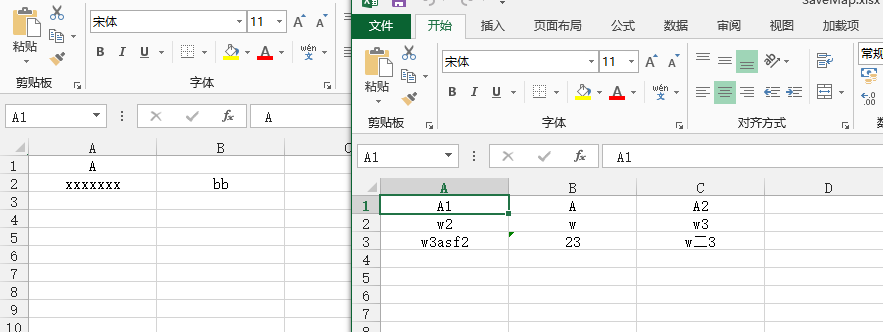 SaveMap.xlsx
粘贴
剪贴板
宋体 11 A A
B I U A wén 文
字体
A1 fx A
A B
1 A
2 xxxxxxx bb
3
4
5
6
7
8
9
10
文件 开始 插入 页面布局 公式 数据 审阅 视图 加载项
粘贴
剪贴板
宋体 11 A A
B I U A wén 文
字体
对齐方式
常规
A1 fx A1
A B C D
1 A1 A A2
2 w2 w w3
3 w3asf2 23 w二3
4
5
6
7